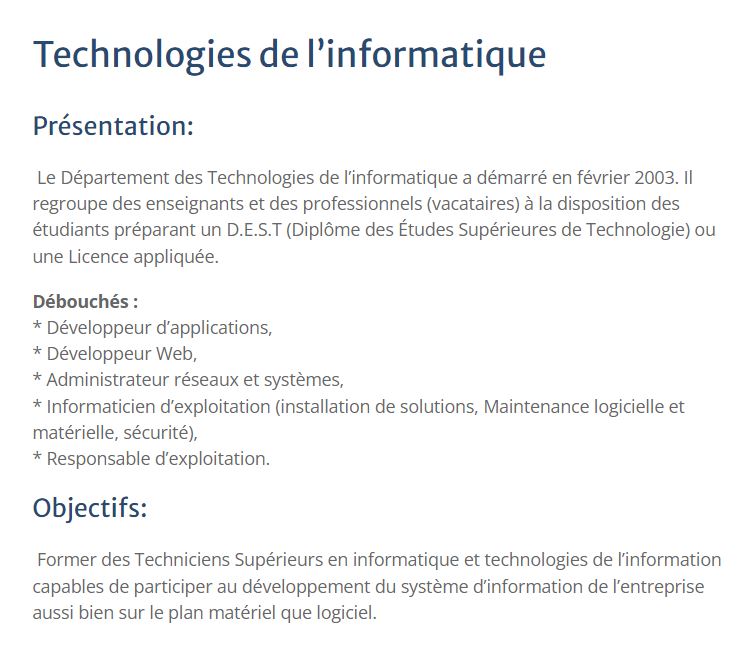 Technologies de l’informatique
Présentation:
Le Département des Technologies de l’informatique a démarré en février 2003. Il
regroupe des enseignants et des professionnels (vacataires) à la disposition des
étudiants préparant un D.E.S.T (Diplôme des Études Supérieures de Technologie) ou
une Licence appliquée.
Débouchés :
* Développeur d’applications,
* Développeur Web,
* Administrateur réseaux et systèmes,
* Informaticien d’exploitation (installation de solutions, Maintenance logicielle et
matérielle, sécurité),
* Responsable d’exploitation.
Objectifs:
Former des Techniciens Supérieurs en informatique et technologies de l’information
capables de participer au développement du système d’information de l’entreprise
aussi bien sur le plan matériel que logiciel.